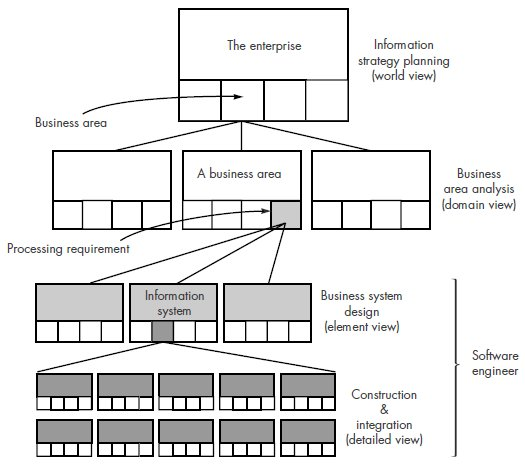 The enterprise
Information
strategy planning
(world view)
Business area
A business area
Business
area analysis
(domain view)
Processing requirement
Information
system
Business system
design
(element view)
Software
engineer
Construction
&
integration
(detailed view)